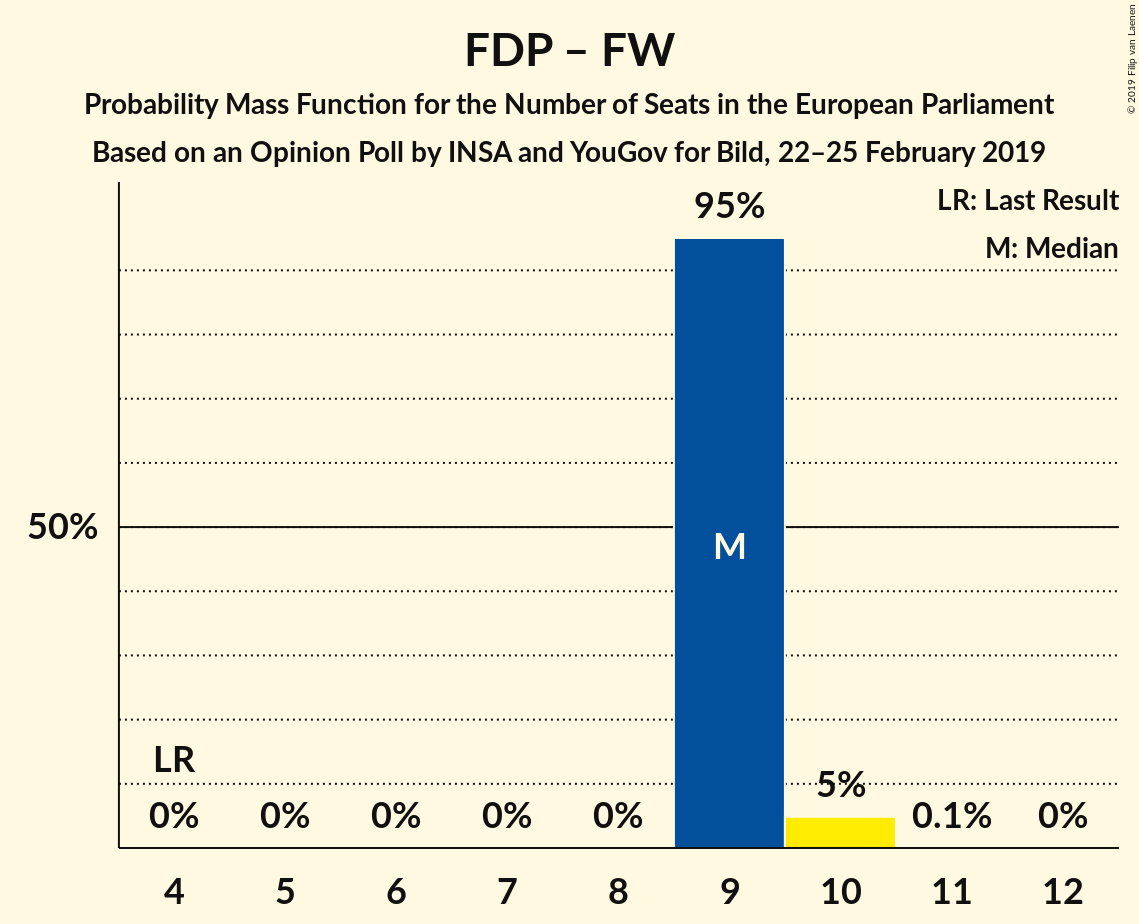 FDP – FW
Probability Mass Function for the Number of Seats in the European Parliament
Based on an Opinion Poll by INSA and YouGov for Bild, 22–25 February 2019
© 2019 Filip van Laenen
LR: Last Result
M: Median
95%
50%
M
LR
0% 0% 0% 0% 0% 5% 0.1% 0%
4 5 6 7 8 9 10 11 12